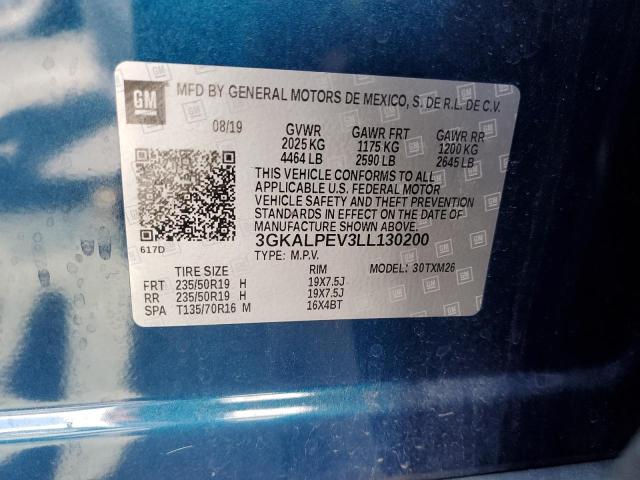 GM
MFD BY GENERAL MOTORS DE MEXICO, S. DE R.L. DE C.V.
08/19 GVWR GAWR FRT GAWR RR
2025 KG 1175 KG 1200 KG
4464 LB 2590 LB 2645 LB
THIS VEHICLE CONFORMS TO ALL
APPLICABLE U.S. FEDERAL MOTOR
VEHICLE SAFETY AND THEFT PREVENTION
STANDARDS IN EFFECT ON THE DATE OF
MANUFACTURE SHOWN ABOVE.
617D 3GKALPEV3LL130200
TYPE: M.P.V. MODEL: 30TXM26
TIRE SIZE RIM
FRT 235/50R19 H 19X7.5J
RR 235/50R19 H 19X7.5J
SPA T135/70R16 M 16X4BT